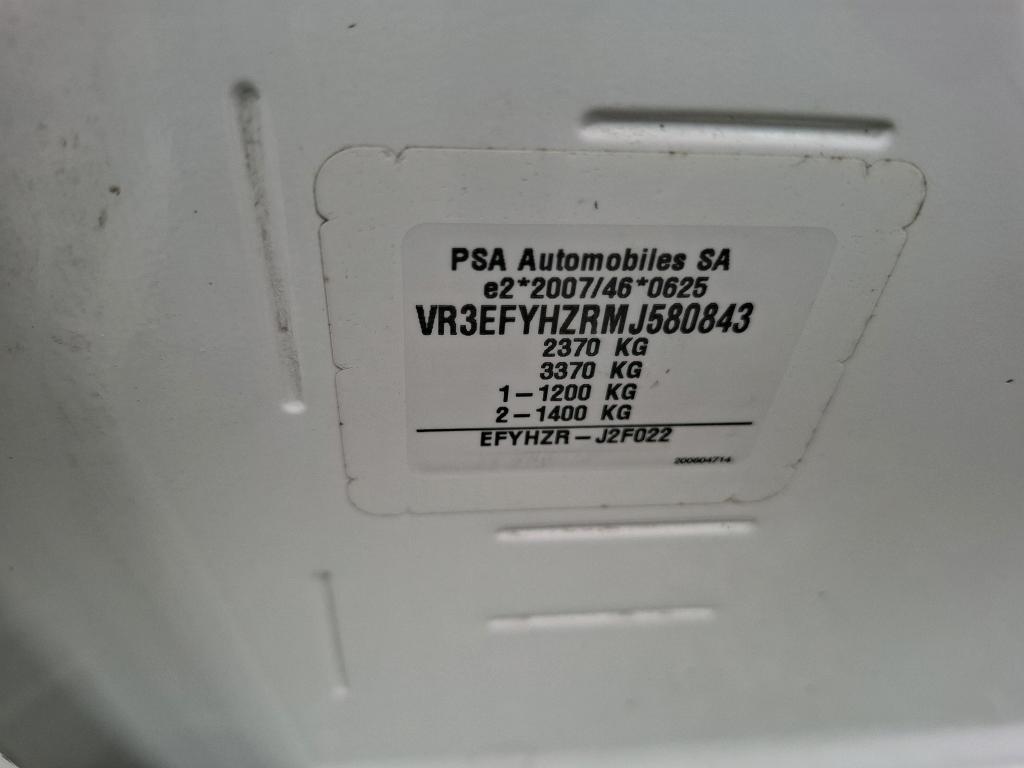 PSA Automobiles SA
e2*2007/46*0625
VR3EFYHZRMJ580843
2370 KG
3370 KG
1-1200 KG
2-1400 KG
EFYHZR-J2F022
200604714